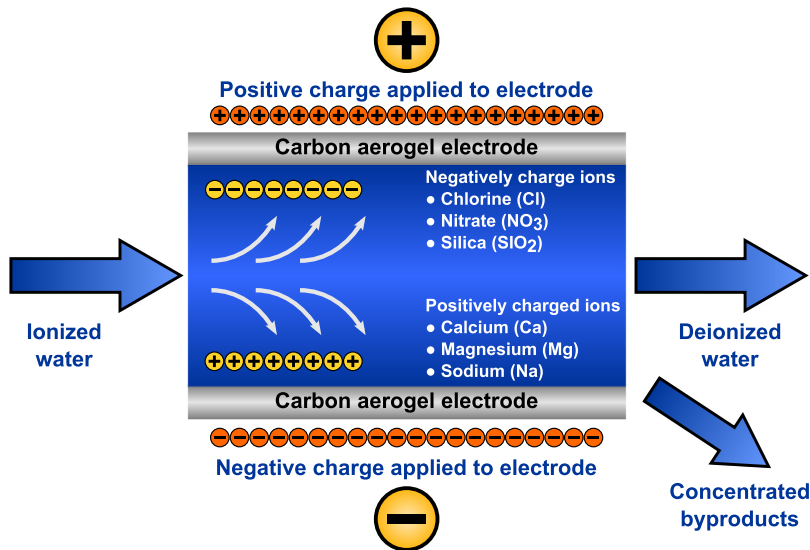 Positive charge applied to electrode
Carbon aerogel electrode
Negatively charge ions
● Chlorine (Cl)
● Nitrate (NO3)
● Silica (SIO2)
Ionized
water
Deionized
water
Positively charged ions
● Calcium (Ca)
● Magnesium (Mg)
● Sodium (Na)
Carbon aerogel electrode
Negative charge applied to electrode
Concentrated
byproducts